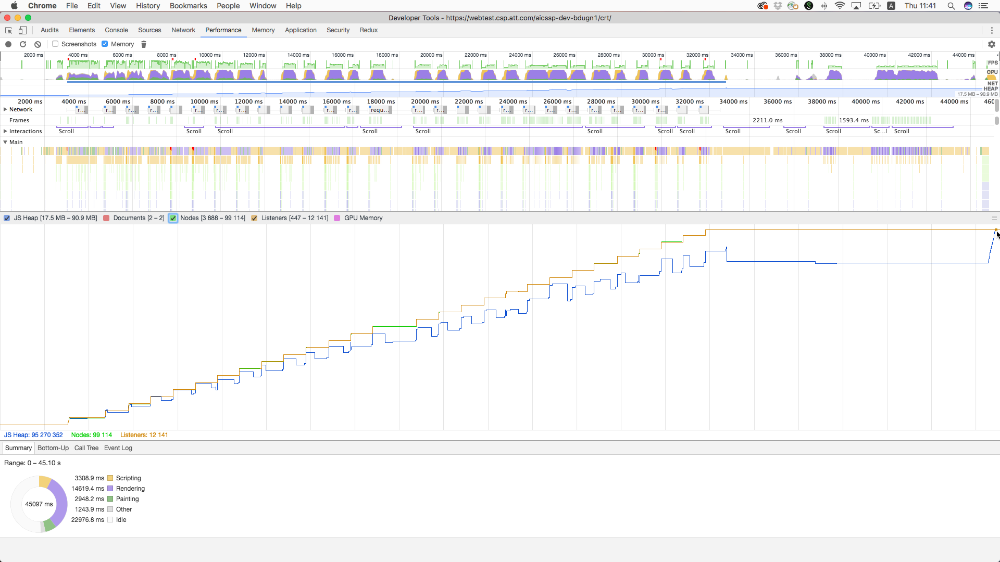 Chrome File Edit View History Bookmarks People Window Help A Thu 11:41
Developer Tools - https://webtest.csp.att.com/aicssp-dev-bdugn1/crt/
Audits Elements Console Sources Network Performance Memory Application Security Redux
Screenshots Memory
2000 ms 4000 ms 6000 ms 8000 ms 10000 ms 12000 ms 14000 ms 16000 ms 18000 ms 20000 ms 22000 ms 24000 ms 26000 ms 28000 ms 30000 ms 32000 ms 34000 ms 36000 ms 38000 ms 40000 ms 42000 ms 44000 ms
FPS
CPU
NET
HEAP
17.5 MB – 90.9 MB
2000 ms 4000 ms 6000 ms 8000 ms 10000 ms 12000 ms 14000 ms 16000 ms 18000 ms 20000 ms 22000 ms 24000 ms 26000 ms 28000 ms 30000 ms 32000 ms 34000 ms 36000 ms 38000 ms 40000 ms 42000 ms 44000 ms 460
Network r... r... r... r... r... r... r... r... r... requ... r... r... r... r... r... r... r... r... r... r...
Frames 2211.0 ms 1593.4 ms
Interactions Scroll Scroll Scroll Scroll Scroll Scroll Scroll Scroll Scroll Scroll Scroll Sc...l Scroll
Main
JS Heap [17.5 MB – 90.9 MB] Documents [2 – 2] Nodes [3 888 – 99 114] Listeners [447 – 12 141] GPU Memory
JS Heap: 95 270 352 Nodes: 99 114 Listeners: 12 141
Summary Bottom-Up Call Tree Event Log
Range: 0 – 45.10 s
3308.9 ms Scripting
14619.4 ms Rendering
2948.2 ms Painting
45097 ms
1243.9 ms Other
22976.8 ms Idle